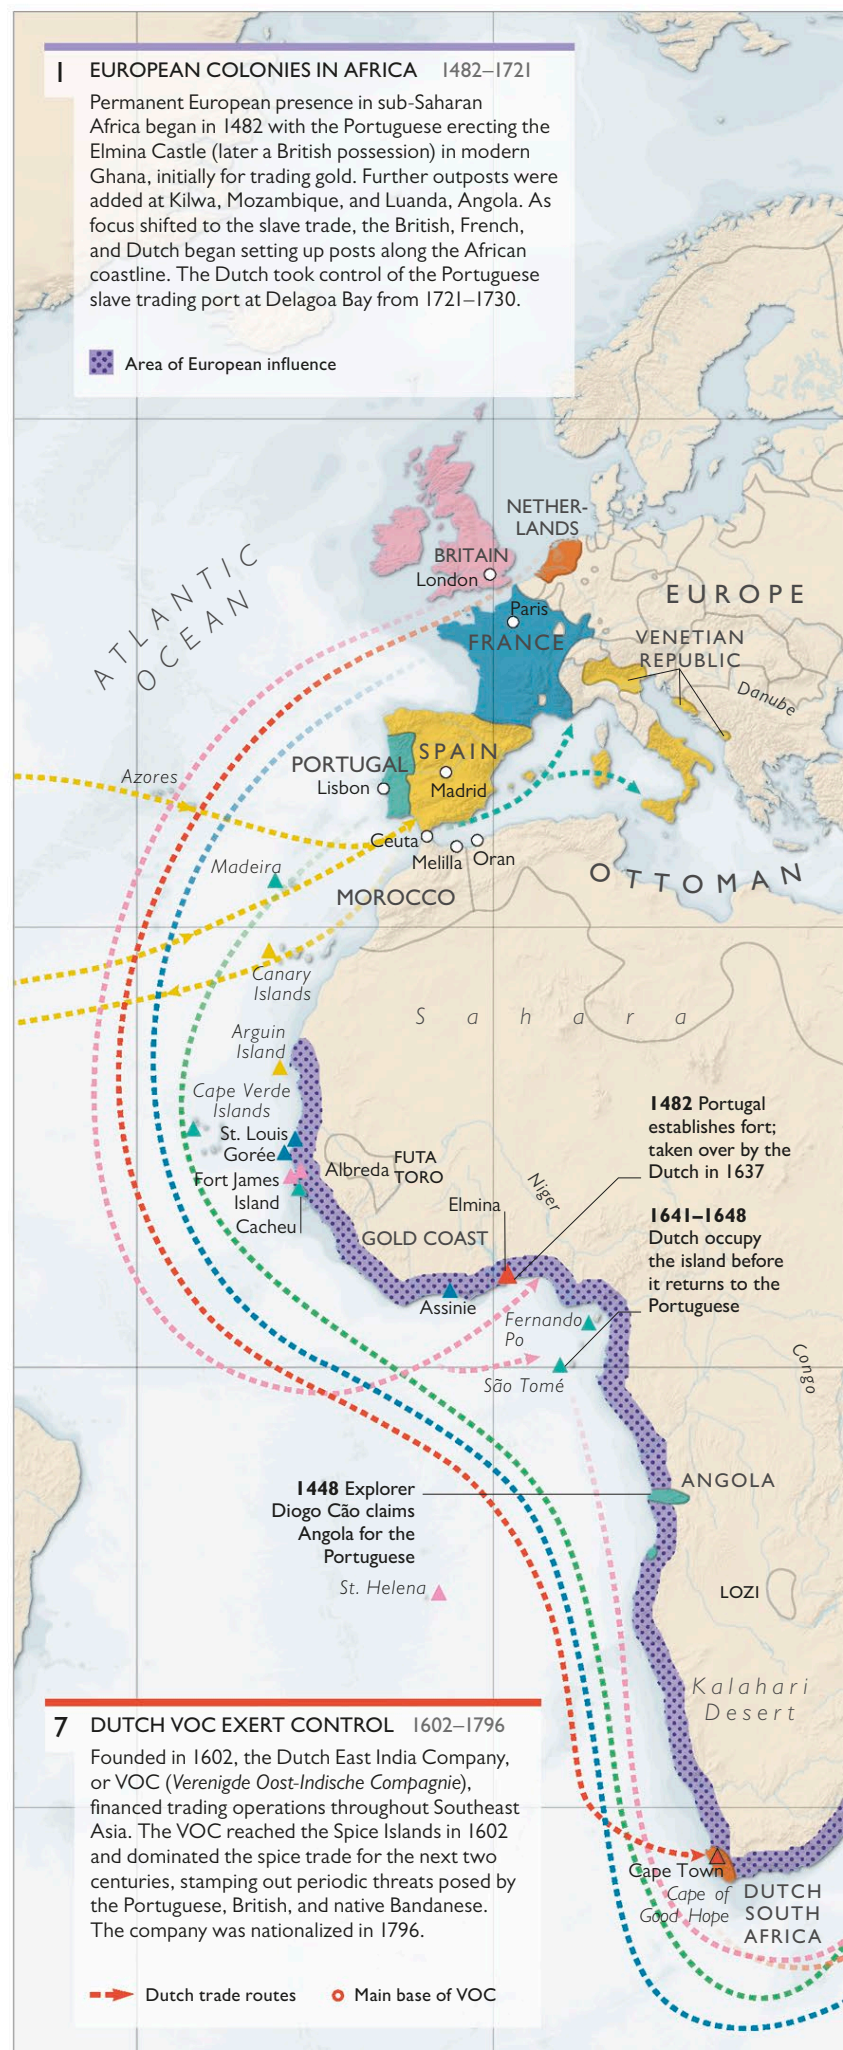 1 EUROPEAN COLONIES IN AFRICA 1482–1721
Permanent European presence in sub-Saharan
Africa began in 1482 with the Portuguese erecting the
Elmina Castle (later a British possession) in modern
Ghana, initially for trading gold. Further outposts were
added at Kilwa, Mozambique, and Luanda, Angola. As
focus shifted to the slave trade, the British, French,
and Dutch began setting up posts along the African
coastline. The Dutch took control of the Portuguese
slave trading port at Delagoa Bay from 1721–1730.
Area of European influence
NETHER-
LANDS
BRITAIN
London
ATLANTIC
OCEAN
Paris
FRANCE
EUROPE
VENETIAN
REPUBLIC
Danube
PORTUGAL
SPAIN
Lisbon
Madrid
Azores
Ceuta
Melilla
Oran
Madeira
MOROCCO
OTTOMAN
Canary
Islands
Sahara
Arguin
Island
Cape Verde
Islands
St. Louis
Gorée
Fort James
Island
Cacheu
Albreda
FUTA
TORO
1482 Portugal
establishes fort;
taken over by the
Dutch in 1637
Niger
Elmina
GOLD COAST
1641–1648
Dutch occupy
the island before
it returns to the
Portuguese
Assinie
Fernando
Po
São Tomé
Congo
1448 Explorer
Diogo Cão claims
Angola for the
Portuguese
ANGOLA
St. Helena
LOZI
Kalahari
Desert
7 DUTCH VOC EXERT CONTROL 1602–1796
Founded in 1602, the Dutch East India Company,
or VOC (Verenigde Oost-Indische Compagnie),
financed trading operations throughout Southeast
Asia. The VOC reached the Spice Islands in 1602
and dominated the spice trade for the next two
centuries, stamping out periodic threats posed by
the Portuguese, British, and native Bandanese.
The company was nationalized in 1796.
Dutch trade routes
Main base of VOC
Cape Town
Cape of
Good Hope
DUTCH
SOUTH
AFRICA